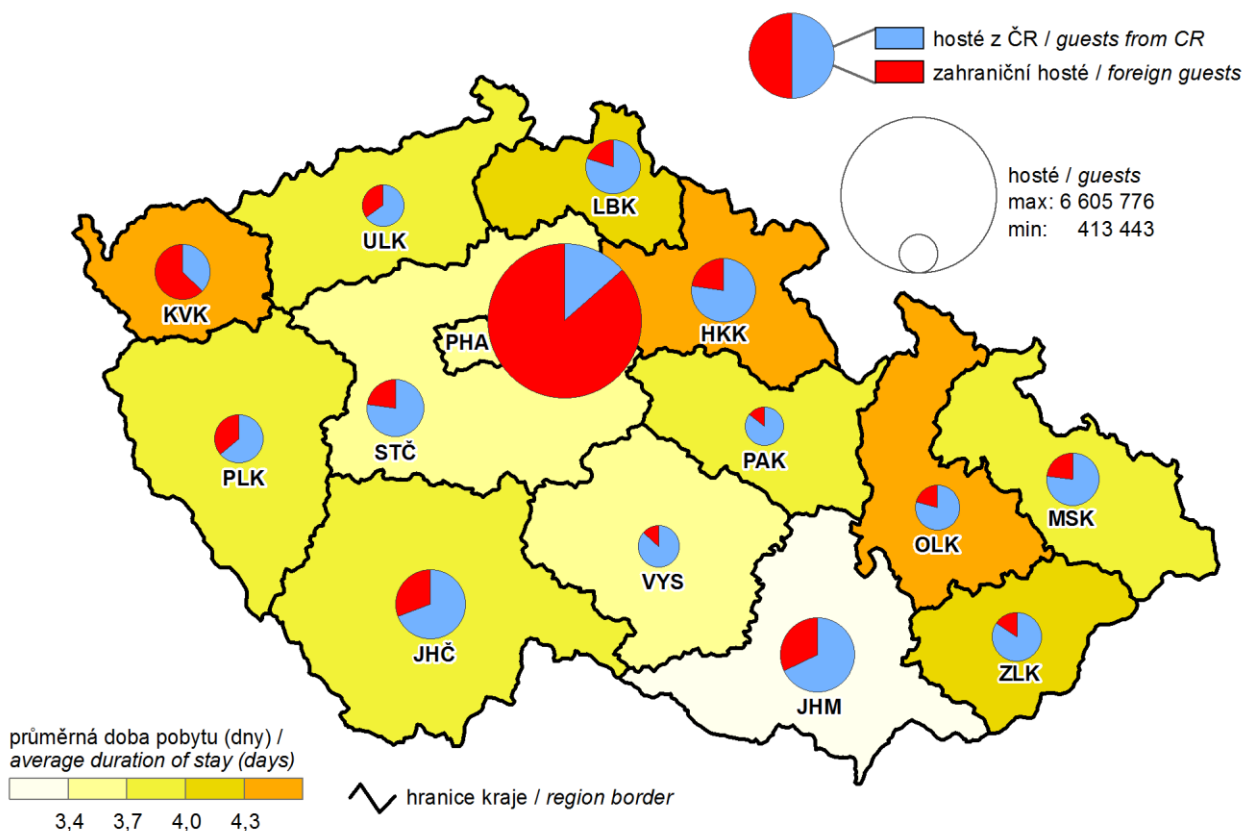 hosté z ČR / guests from CR
zahraniční hosté / foreign guests
hosté / guests
max: 6 605 776
min: 413 443
LBK
ULK
KVK
HKK
PHA
STČ
PAK
PLK
MSK
OLK
VYS
JHČ
ZLK
JHM
průměrná doba pobytu (dny) /
average duration of stay (days)
3,4 3,7 4,0 4,3
hranice kraje / region border